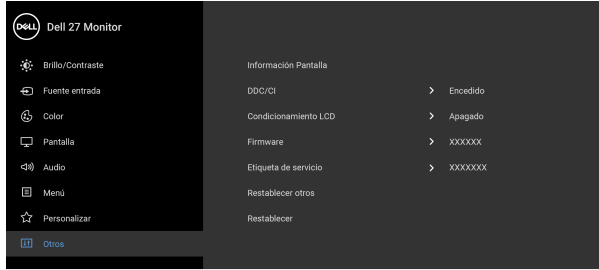 DELL Dell 27 Monitor
Brillo/Contraste
Información Pantalla
Fuente entrada
DDC/CI > Encedido
Color
Condicionamiento LCD > Apagado
Pantalla
Firmware > XXXXXX
Audio
Etiqueta de servicio > XXXXXXX
Menú
Restablecer otros
Personalizar
Restablecer
Otros